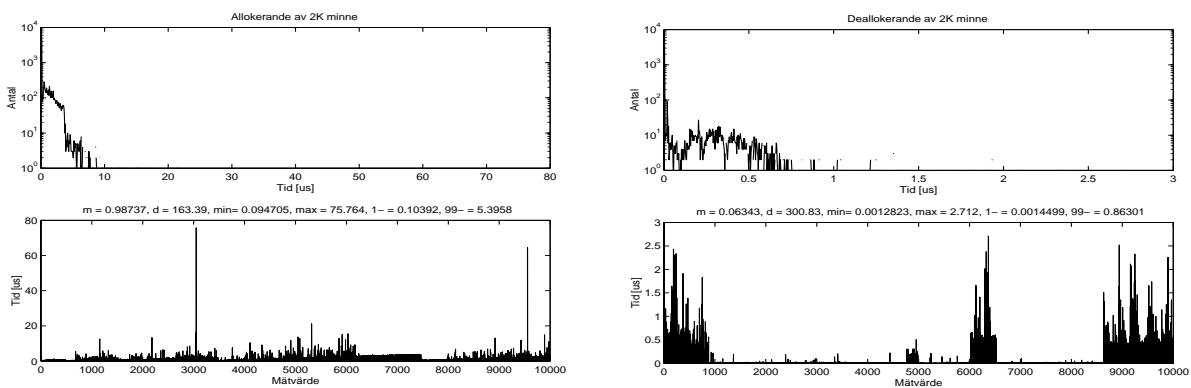 Allokerande av 2K minne
10^4
10^3
10^2
10^1
10^0
Antal
0 10 20 30 40 50 60 70 80
Tid [us]
m = 0.98737, d = 163.39, min= 0.094705, max = 75.764, 1− = 0.10392, 99− = 5.3958
80
60
40
20
0
Tid [us]
0 1000 2000 3000 4000 5000 6000 7000 8000 9000 10000
Mätvärde
Deallokerande av 2K minne
10^4
10^3
10^2
10^1
10^0
Antal
0 0.5 1 1.5 2 2.5 3
Tid [us]
m = 0.06343, d = 300.83, min= 0.0012823, max = 2.712, 1− = 0.0014499, 99− = 0.86301
3
2.5
2
1.5
1
0.5
0
Tid [us]
0 1000 2000 3000 4000 5000 6000 7000 8000 9000 10000
Mätvärde